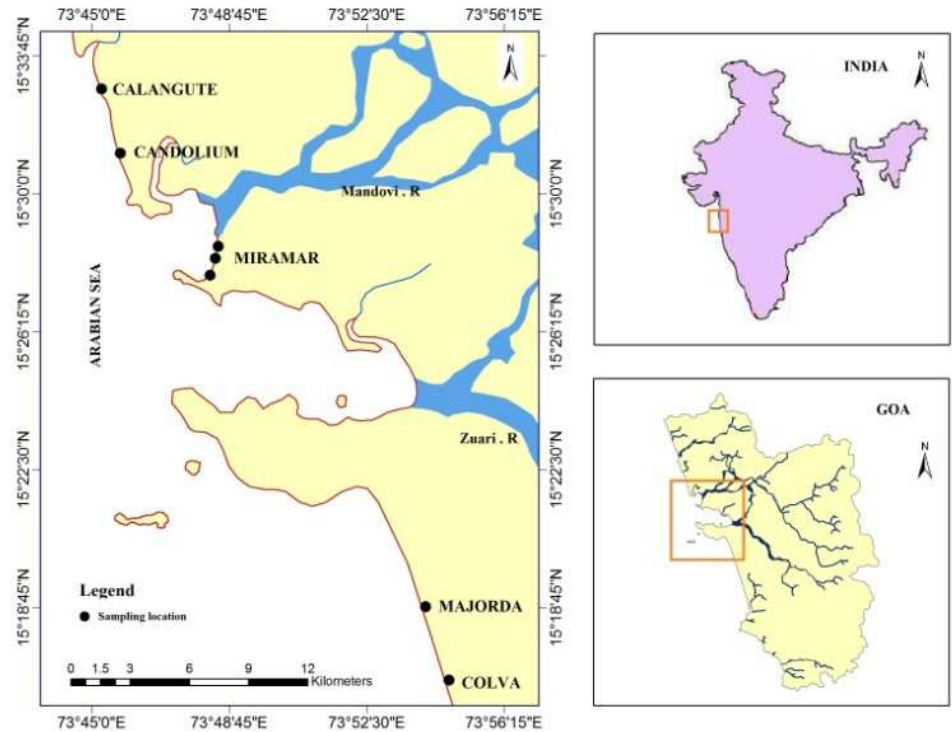 73°45'0"E 73°48'45"E 73°52'30"E 73°56'15"E
15°33'45"N
15°30'0"N
15°26'15"N
15°22'30"N
15°18'45"N
N
CALANGUTE
CANDOLIUM
Mandovi . R
MIRAMAR
ARABIAN SEA
Zuari . R
Legend
Sampling location
MAJORDA
COLVA
0 1.5 3 6 9 12
Kilometers
15°33'45"N
15°30'0"N
15°26'15"N
15°22'30"N
15°18'45"N
73°45'0"E 73°48'45"E 73°52'30"E 73°56'15"E
INDIA
N
GOA
N